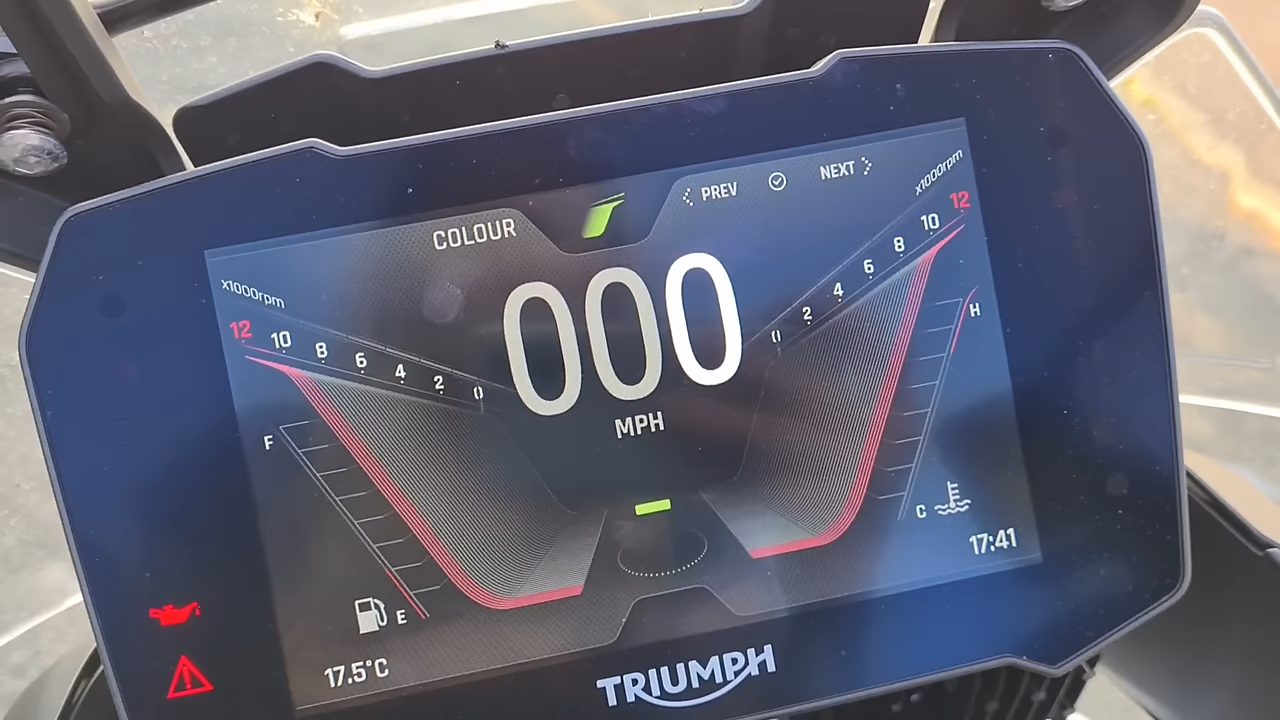 COLOUR
PREV
NEXT
x1000rpm
12 10 8 6 4 2 0
000
MPH
x1000rpm
0 2 4 6 8 10 12
F
E
H
C
17.5°C
17:41
TRIUMPH